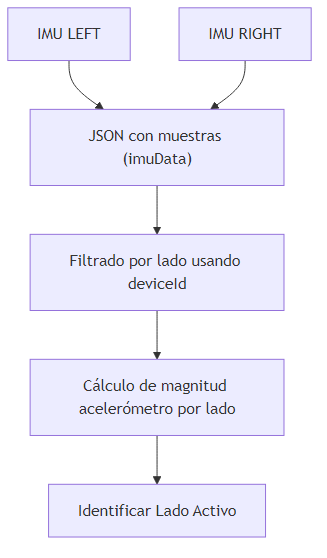 IMU LEFT
IMU RIGHT
JSON con muestras
(imuData)
Filtrado por lado usando
deviceId
Cálculo de magnitud
acelerómetro por lado
Identificar Lado Activo